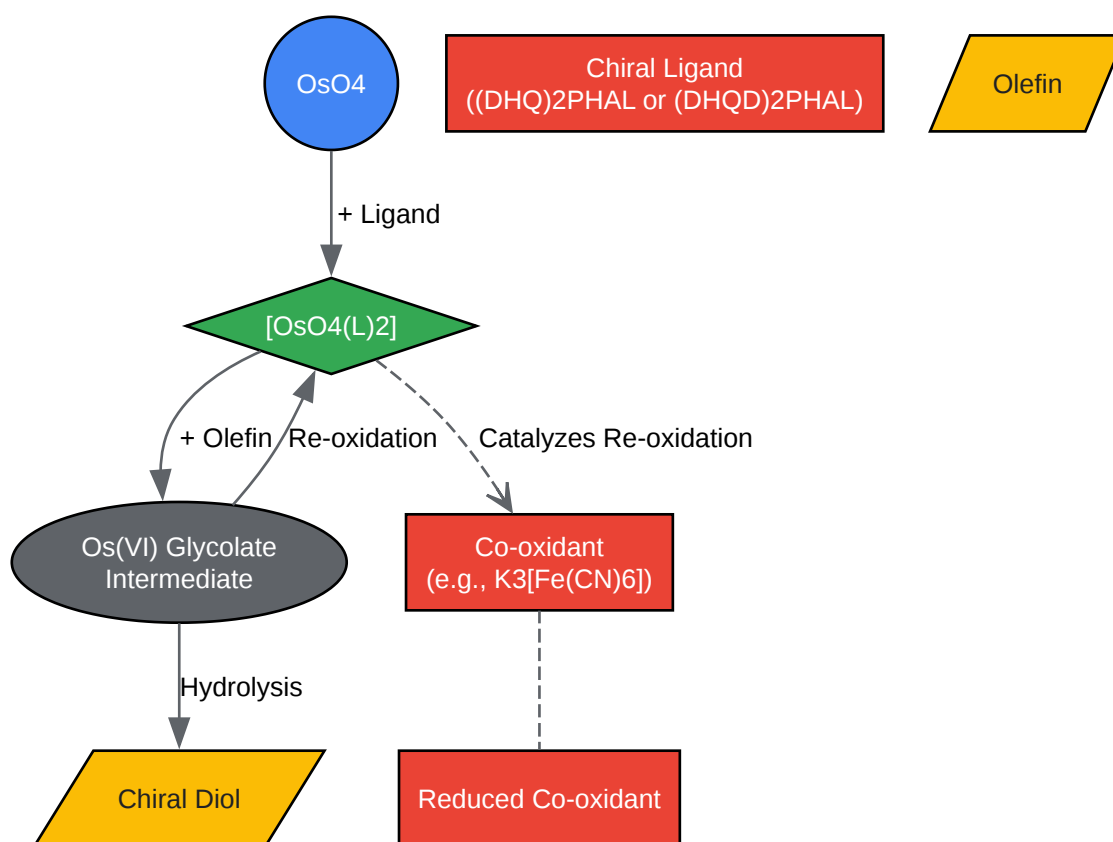 OsO4
Chiral Ligand
((DHQ)2PHAL or (DHQD)2PHAL)
Olefin
+ Ligand
[OsO4(L)2]
+ Olefin
Re-oxidation
Catalyzes Re-oxidation
Os(VI) Glycolate
Intermediate
Co-oxidant
(e.g., K3[Fe(CN)6])
Hydrolysis
Chiral Diol
Reduced Co-oxidant